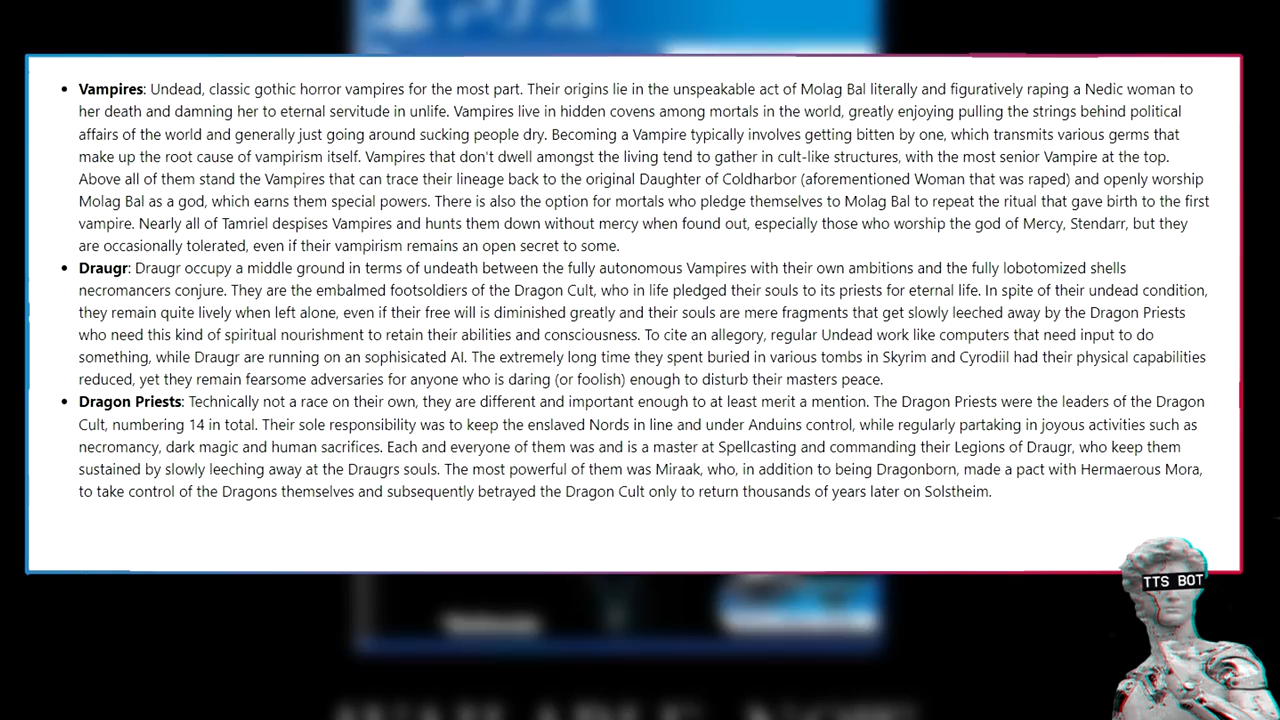 Vampires: Undead, classic gothic horror vampires for the most part. Their origins lie in the unspeakable act of Molag Bal literally and figuratively raping a Nedic woman to
her death and damning her to eternal servitude in unlife. Vampires live in hidden covens among mortals in the world, greatly enjoying pulling the strings behind political
affairs of the world and generally just going around sucking people dry. Becoming a Vampire typically involves getting bitten by one, which transmits various germs that
make up the root cause of vampirism itself. Vampires that don't dwell amongst the living tend to gather in cult-like structures, with the most senior Vampire at the top.
Above all of them stand the Vampires that can trace their lineage back to the original Daughter of Coldharbor (aforementioned Woman that was raped) and openly worship
Molag Bal as a god, which earns them special powers. There is also the option for mortals who pledge themselves to Molag Bal to repeat the ritual that gave birth to the first
vampire. Nearly all of Tamriel despises Vampires and hunts them down without mercy when found out, especially those who worship the god of Mercy, Stendarr, but they
are occasionally tolerated, even if their vampirism remains an open secret to some.
Draugr: Draugr occupy a middle ground in terms of undeath between the fully autonomous Vampires with their own ambitions and the fully lobotomized shells
necromancers conjure. They are the embalmed footsoldiers of the Dragon Cult, who in life pledged their souls to its priests for eternal life. In spite of their undead condition,
they remain quite lively when left alone, even if their free will is diminished greatly and their souls are mere fragments that get slowly leeched away by the Dragon Priests
who need this kind of spiritual nourishment to retain their abilities and consciousness. To cite an allegory, regular Undead work like computers that need input to do
something, while Draugr are running on an sophisicated AI. The extremely long time they spent buried in various tombs in Skyrim and Cyrodiil had their physical capabilities
reduced, yet they remain fearsome adversaries for anyone who is daring (or foolish) enough to disturb their masters peace.
Dragon Priests: Technically not a race on their own, they are different and important enough to at least merit a mention. The Dragon Priests were the leaders of the Dragon
Cult, numbering 14 in total. Their sole responsibility was to keep the enslaved Nords in line and under Anduins control, while regularly partaking in joyous activities such as
necromancy, dark magic and human sacrifices. Each and everyone of them was and is a master at Spellcasting and commanding their Legions of Draugr, who keep them
sustained by slowly leeching away at the Draugrs souls. The most powerful of them was Miraak, who, in addition to being Dragonborn, made a pact with Hermaerous Mora,
to take control of the Dragons themselves and subsequently betrayed the Dragon Cult only to return thousands of years later on Solstheim.
TTS BOT